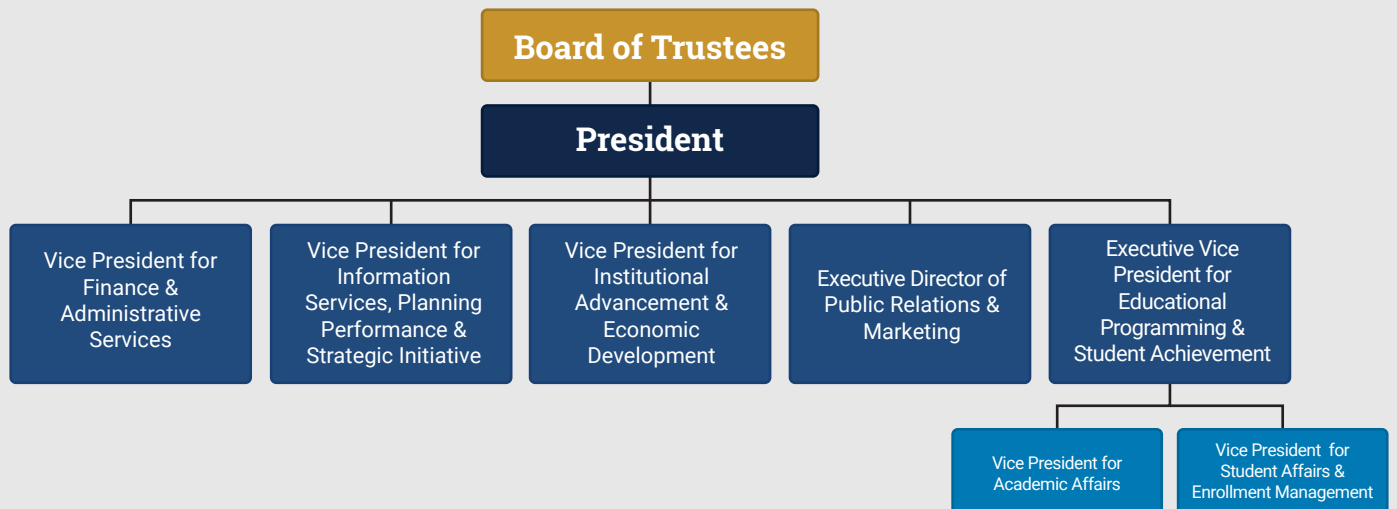 Board of Trustees
President
Vice President for
Finance &
Administrative
Services
Vice President for
Information
Services, Planning
Performance &
Strategic Initiative
Vice President for
Institutional
Advancement &
Economic
Development
Executive Director of
Public Relations &
Marketing
Executive Vice
President for
Educational
Programming &
Student Achievement
Vice President for
Academic Affairs
Vice President for
Student Affairs &
Enrollment Management